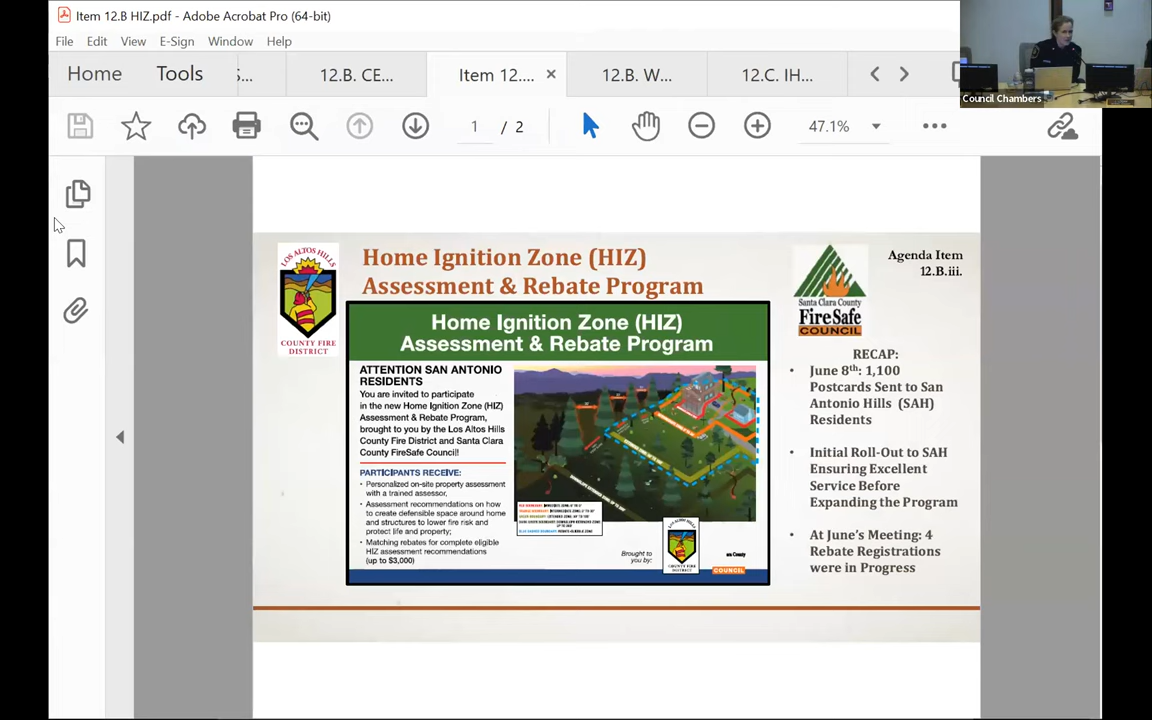 Item 12.B HIZ.pdf - Adobe Acrobat Pro (64-bit)
File Edit View E-Sign Window Help
Home Tools S... 12.B. CE... Item 12.... 12.B. W... 12.C. IH...
Council Chambers
1 / 2 47.1%
LOS ALTOS HILLS
COUNTY FIRE
DISTRICT
Home Ignition Zone (HIZ)
Assessment & Rebate Program
Santa Clara County
FireSafe
COUNCIL
Agenda Item
12.B.iii.
Home Ignition Zone (HIZ)
Assessment & Rebate Program
ATTENTION SAN ANTONIO
RESIDENTS
You are invited to participate
in the new Home Ignition Zone (HIZ)
Assessment & Rebate Program,
brought to you by the Los Altos Hills
County Fire District and Santa Clara
County FireSafe Council!
PARTICIPANTS RECEIVE:
• Personalized on-site property assessment
with a trained assessor,
• Assessment recommendations on how
to create defensible space around home
and structures to lower fire risk and
protect life and property;
• Matching rebates for complete eligible
HIZ assessment recommendations
(up to $3,000)
Brought to
you by:
COUNTY FIRE
DISTRICT
COUNCIL
RECAP:
• June 8th: 1,100
Postcards Sent to San
Antonio Hills (SAH)
Residents
• Initial Roll-Out to SAH
Ensuring Excellent
Service Before
Expanding the Program
• At June's Meeting: 4
Rebate Registrations
were in Progress